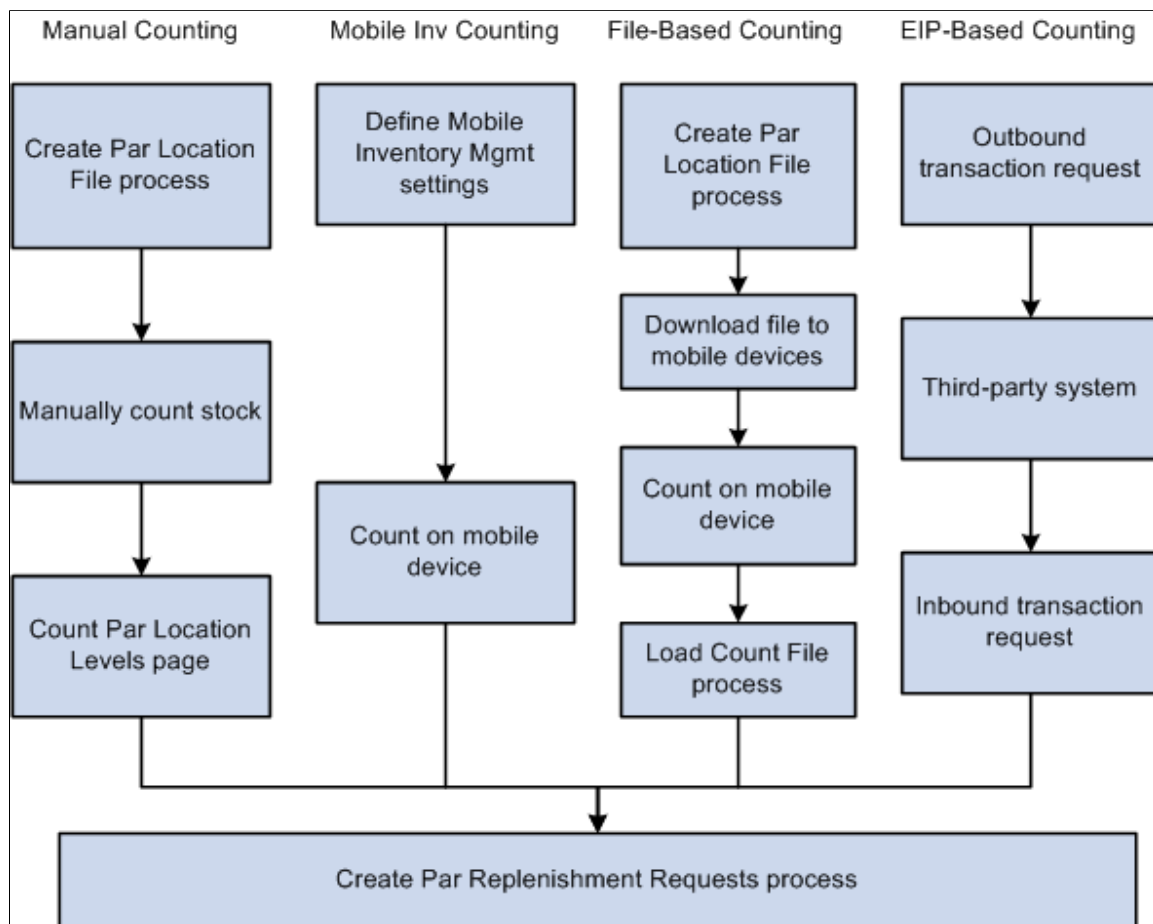 Manual Counting
Mobile Inv Counting
File-Based Counting
EIP-Based Counting
Create Par Location
File process
Manually count stock
Count Par Location
Levels page
Define Mobile
Inventory Mgmt
settings
Count on mobile
device
Create Par
Location File
process
Download file to
mobile devices
Count on mobile
device
Load Count File
process
Outbound
transaction request
Third-party system
Inbound transaction
request
Create Par Replenishment Requests process